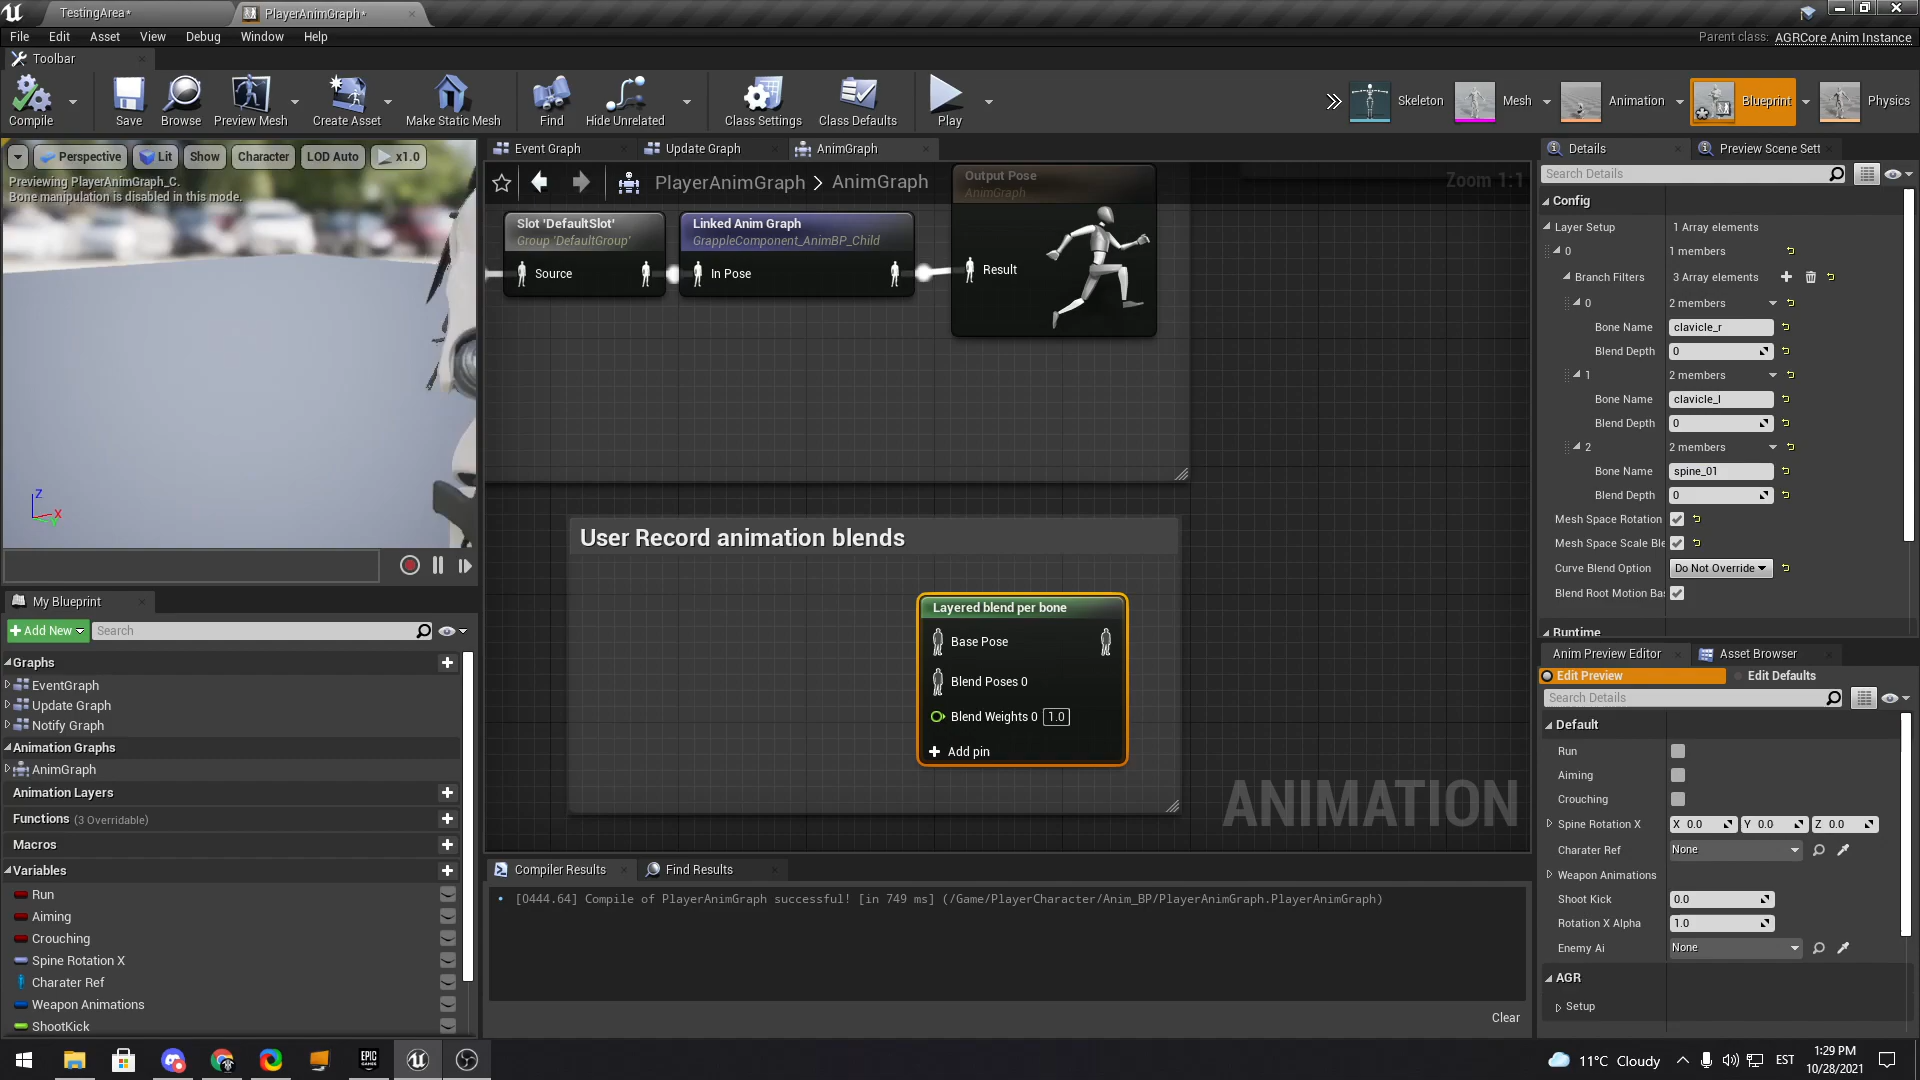 TestingArea*
PlayerAnimGraph*
File Edit Asset View Debug Window Help
Parent class: AGRCore Anim Instance
Toolbar
Compile Save Browse Preview Mesh Create Asset Make Static Mesh Find Hide Unrelated Class Settings Class Defaults Play
Skeleton Mesh Animation Blueprint Physics
Perspective Lit Show Character LOD Auto x1.0
Previewing PlayerAnimGraph_C.
Bone manipulation is disabled in this mode.
Z
X
Y
My Blueprint
Add New Search
Graphs
EventGraph
Update Graph
Notify Graph
Animation Graphs
AnimGraph
Animation Layers
Functions (3 Overridable)
Macros
Variables
Run
Aiming
Crouching
Spine Rotation X
Charater Ref
Weapon Animations
ShootKick
Event Graph Update Graph AnimGraph
PlayerAnimGraph > AnimGraph
Zoom 1:1
Output Pose
AnimGraph
Result
Slot 'DefaultSlot'
Group 'DefaultGroup'
Source
Linked Anim Graph
GrappleComponent_AnimBP_Child
In Pose
User Record animation blends
Layered blend per bone
Base Pose
Blend Poses 0
Blend Weights 0 1.0
Add pin
ANIMATION
Compiler Results Find Results
[0444.64] Compile of PlayerAnimGraph successful! [in 749 ms] (/Game/PlayerCharacter/Anim_BP/PlayerAnimGraph.PlayerAnimGraph)
Clear
Details Preview Scene Sett
Search Details
Config
Layer Setup 1 Array elements
0 1 members
Branch Filters 3 Array elements
0 2 members
Bone Name clavicle_r
Blend Depth 0
1 2 members
Bone Name clavicle_l
Blend Depth 0
2 2 members
Bone Name spine_01
Blend Depth 0
Mesh Space Rotation
Mesh Space Scale Ble
Curve Blend Option Do Not Override
Blend Root Motion Bas
Runtime
Anim Preview Editor Asset Browser
Edit Preview Edit Defaults
Search Details
Default
Run
Aiming
Crouching
Spine Rotation X X 0.0 Y 0.0 Z 0.0
Charater Ref None
Weapon Animations
Shoot Kick 0.0
Rotation X Alpha 1.0
Enemy Ai None
AGR
Setup
EPIC GAMES
11°C Cloudy
EST
1:29 PM
10/28/2021